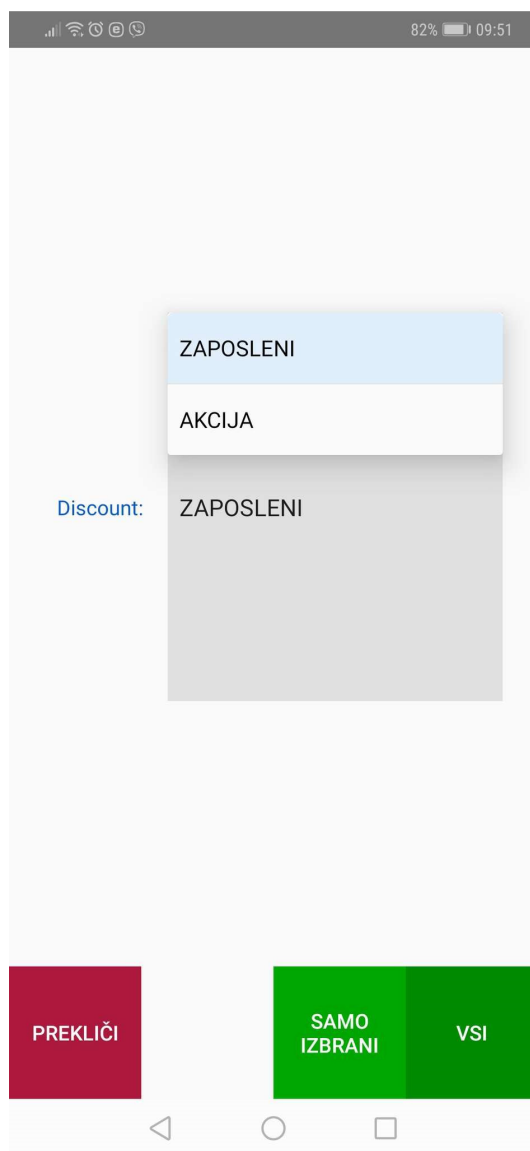 82% 09:51
ZAPOSLENI
AKCIJA
Discount: ZAPOSLENI
PREKLIČI
SAMO
IZBRANI
VSI